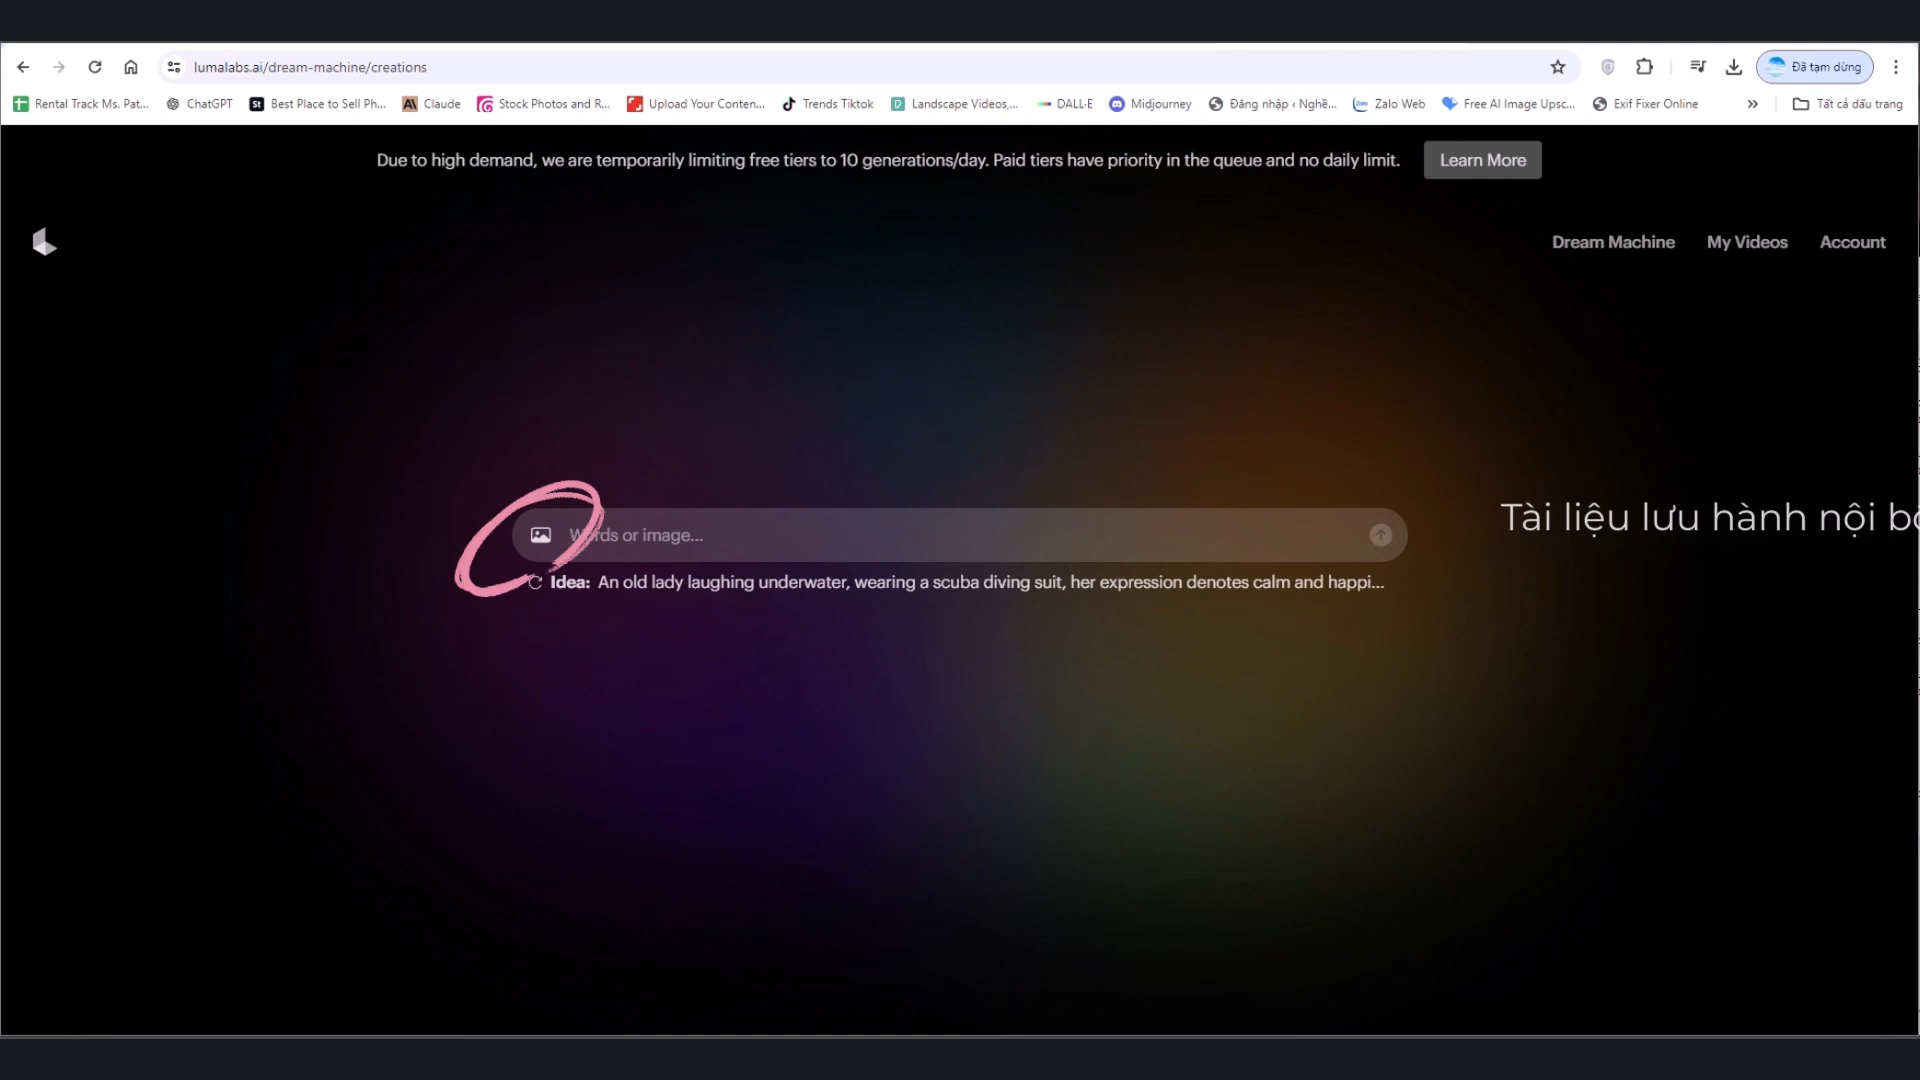 lumalabs.ai/dream-machine/creations
Đã tạm dừng
Rental Track Ms. Pat...
ChatGPT
Best Place to Sell Ph...
Claude
Stock Photos and R...
Upload Your Conten...
Trends Tiktok
Landscape Videos,...
DALL·E
Midjourney
Đăng nhập ‹ Nghề...
Zalo Web
Free AI Image Upsc...
Exif Fixer Online
Tất cả dấu trang
Due to high demand, we are temporarily limiting free tiers to 10 generations/day. Paid tiers have priority in the queue and no daily limit.
Learn More
Dream Machine
My Videos
Account
Words or image...
Tài liệu lưu hành nội bộ
Idea: An old lady laughing underwater, wearing a scuba diving suit, her expression denotes calm and happi...